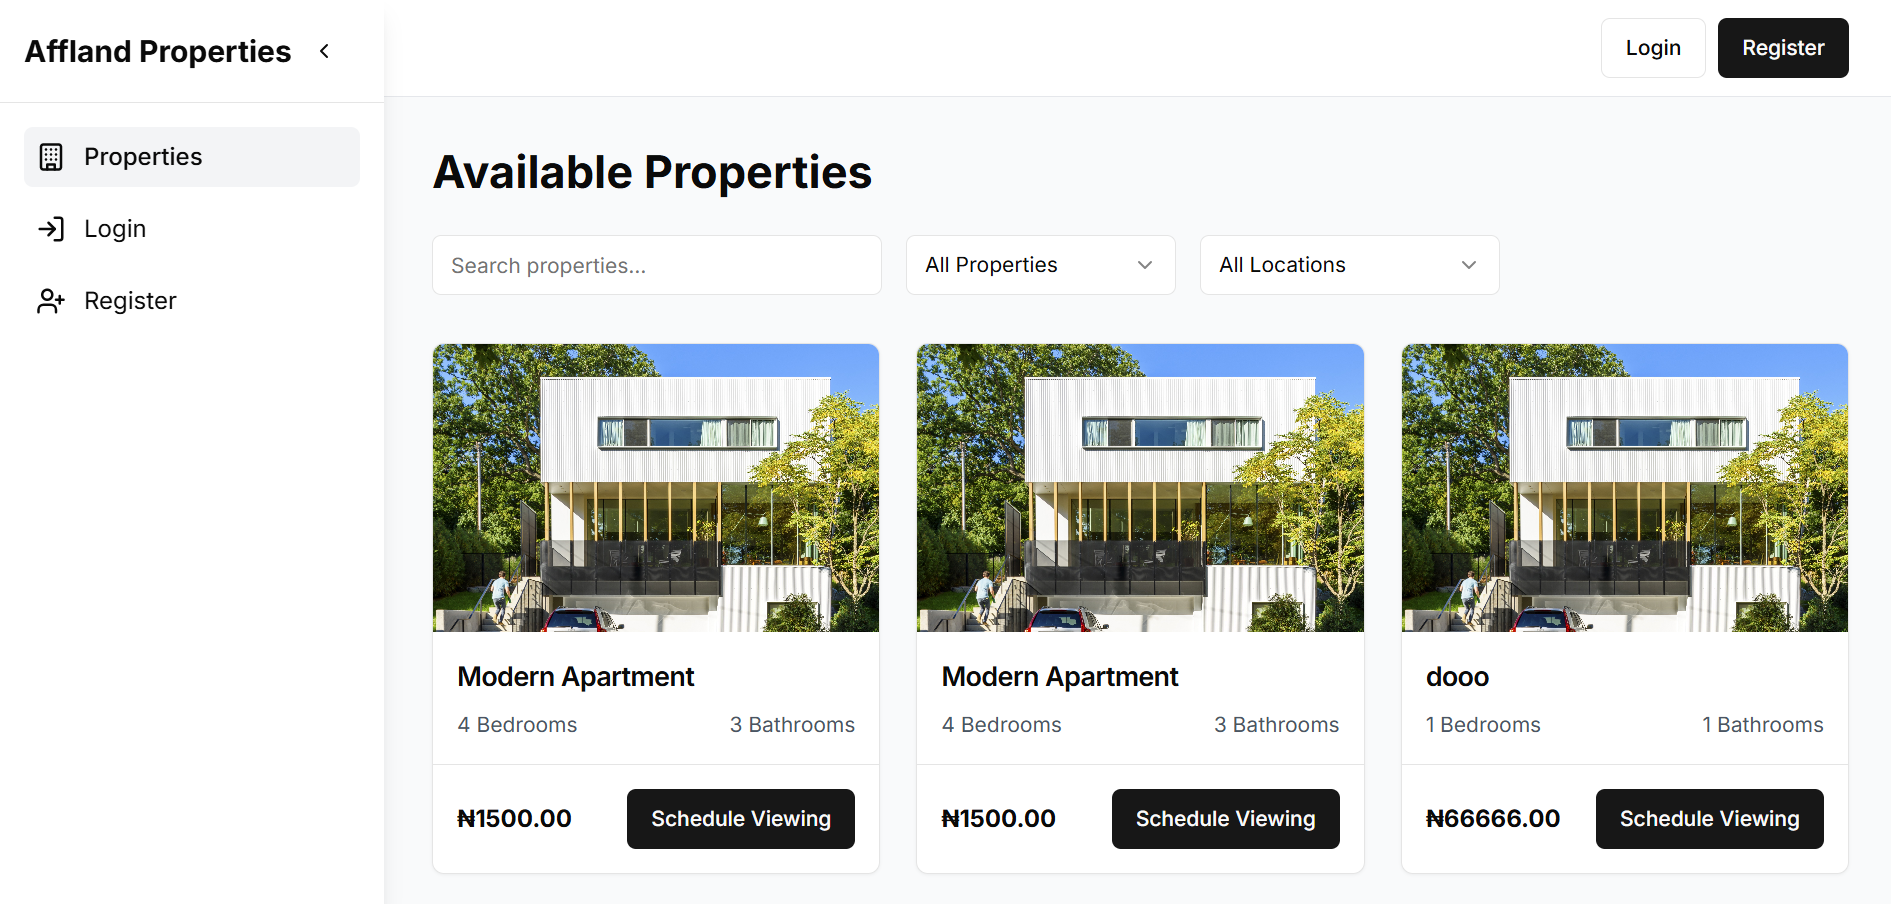 Affland Properties
Login
Register
Properties
Login
Register
Available Properties
Search properties...
All Properties
All Locations
Modern Apartment
4 Bedrooms
3 Bathrooms
₦1500.00
Schedule Viewing
Modern Apartment
4 Bedrooms
3 Bathrooms
₦1500.00
Schedule Viewing
dooo
1 Bedrooms
1 Bathrooms
₦66666.00
Schedule Viewing